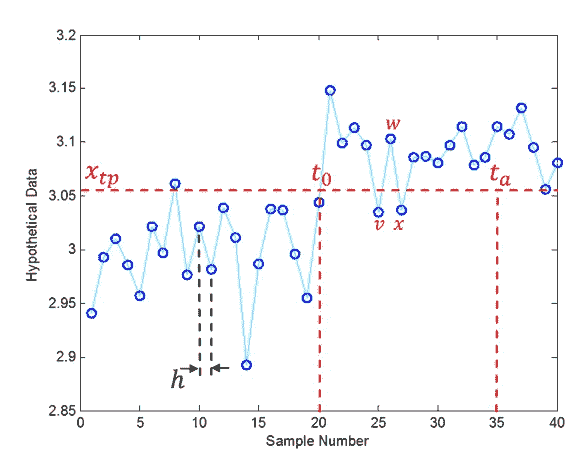 3.2
3.15
3.1
3.05
3
2.95
2.9
2.85
Hypothetical Data
x_tp
t_0
w
v
x
t_a
h
0 5 10 15 20 25 30 35 40
Sample Number